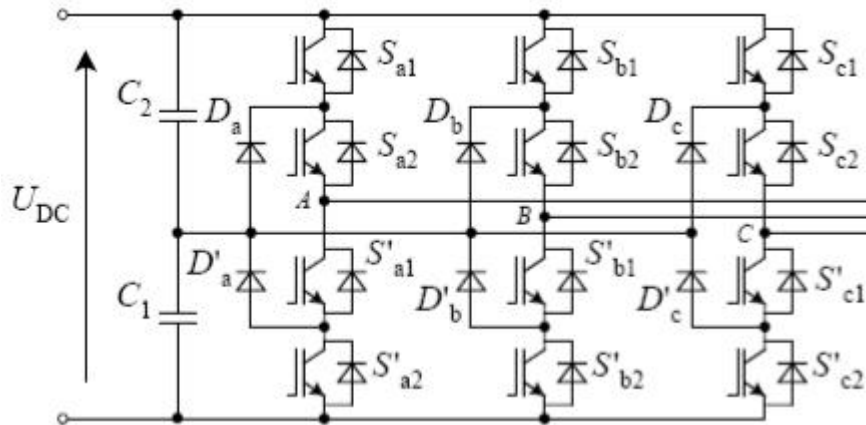 S_a1 S_b1 S_c1
C_2 D_a D_b D_c
S_a2 S_b2 S_c2
U_DC A B C
D'_a S'_a1 D'_b S'_b1 D'_c S'_c1
C_1
S'_a2 S'_b2 S'_c2